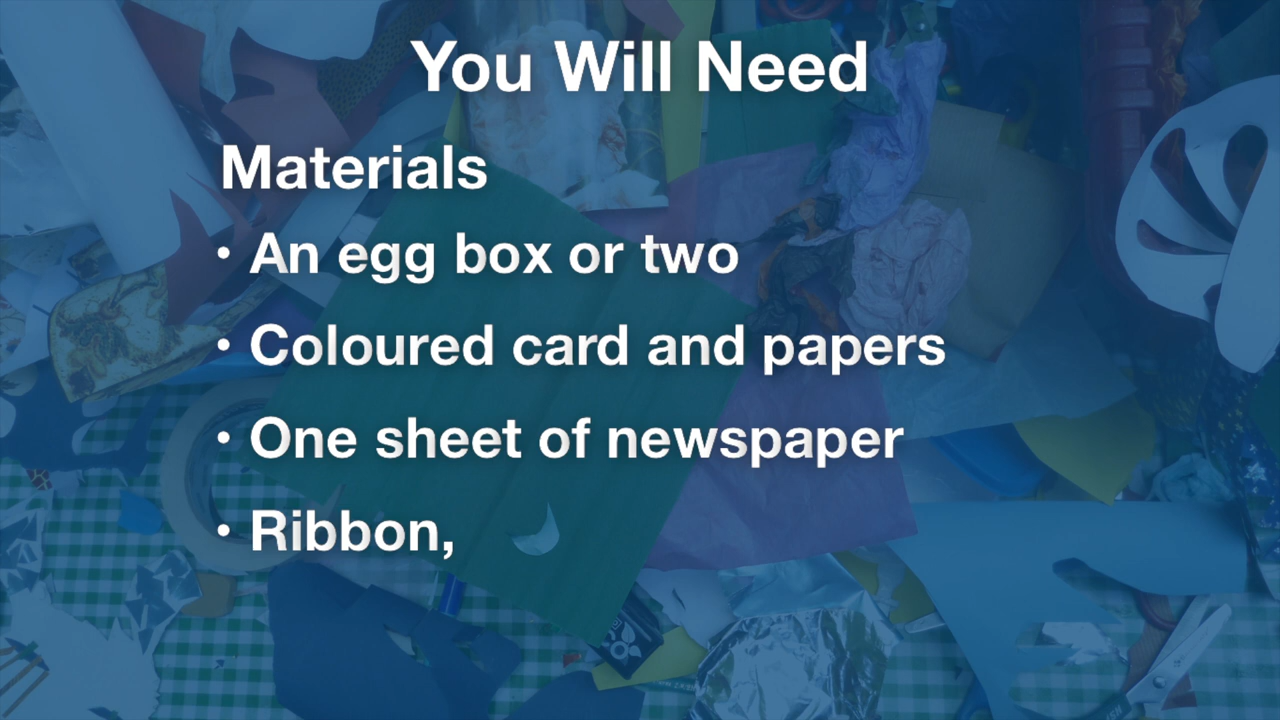 You Will Need
Materials
• An egg box or two
• Coloured card and papers
• One sheet of newspaper
• Ribbon,